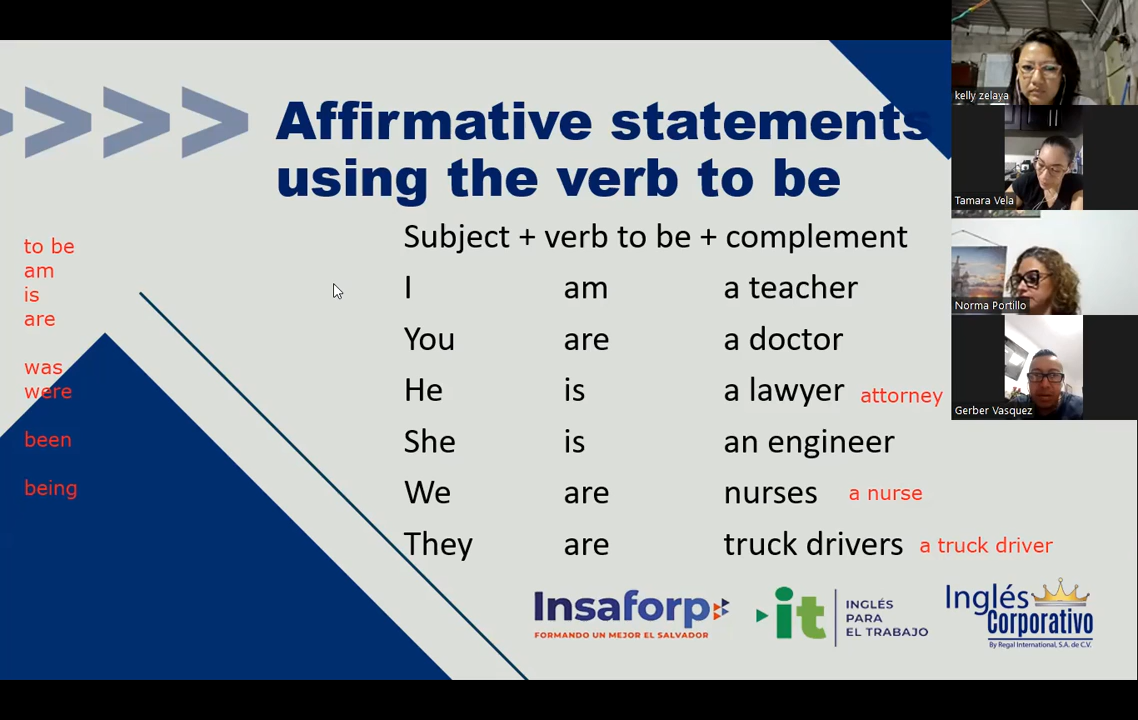 Affirmative statements
using the verb to be
Subject + verb to be + complement
I am a teacher
You are a doctor
He is a lawyer attorney
She is an engineer
We are nurses a nurse
They are truck drivers a truck driver
to be
am
is
are
was
were
been
being
Insaforp
FORMANDO UN MEJOR EL SALVADOR
it
INGLÉS
PARA
EL TRABAJO
Inglés
Corporativo
By Regal International, S.A. de C.V.
kelly zelaya
Tamara Vela
Norma Portillo
Gerber Vasquez